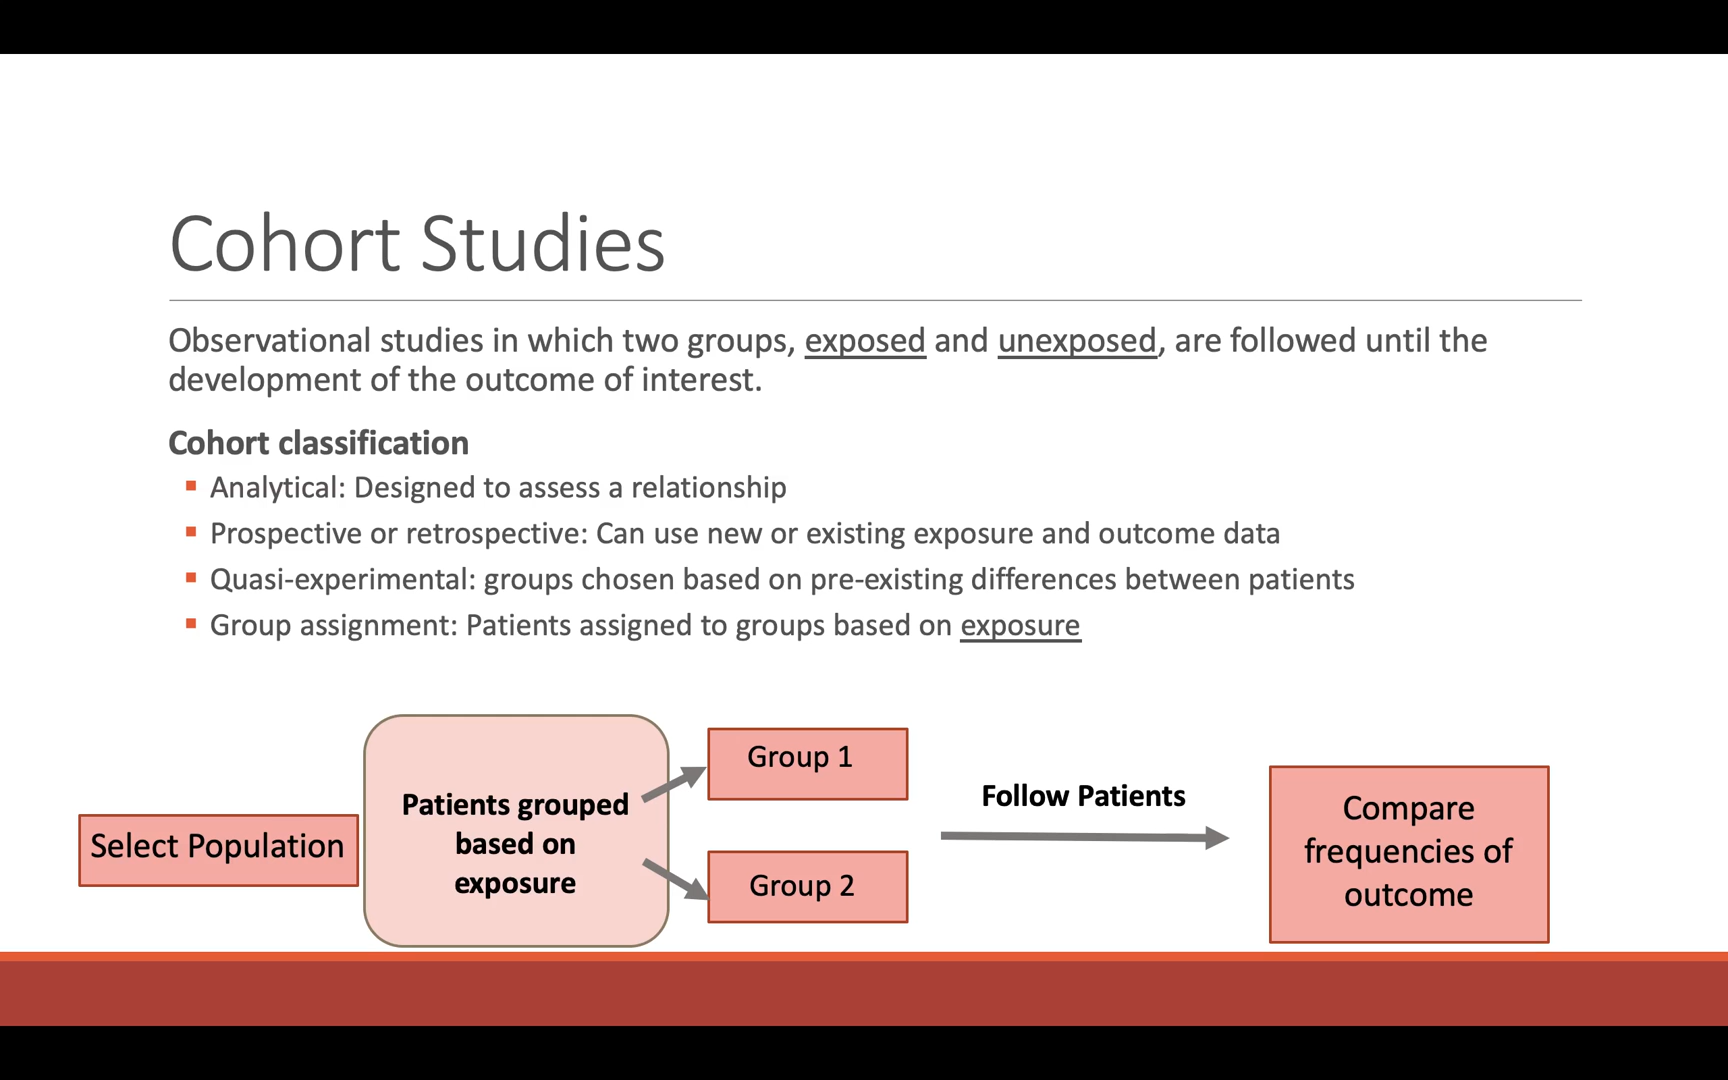 Cohort Studies
Observational studies in which two groups, exposed and unexposed, are followed until the
development of the outcome of interest.
Cohort classification
Analytical: Designed to assess a relationship
Prospective or retrospective: Can use new or existing exposure and outcome data
Quasi-experimental: groups chosen based on pre-existing differences between patients
Group assignment: Patients assigned to groups based on exposure
Select Population
Patients grouped
based on
exposure
Group 1
Group 2
Follow Patients
Compare
frequencies of
outcome